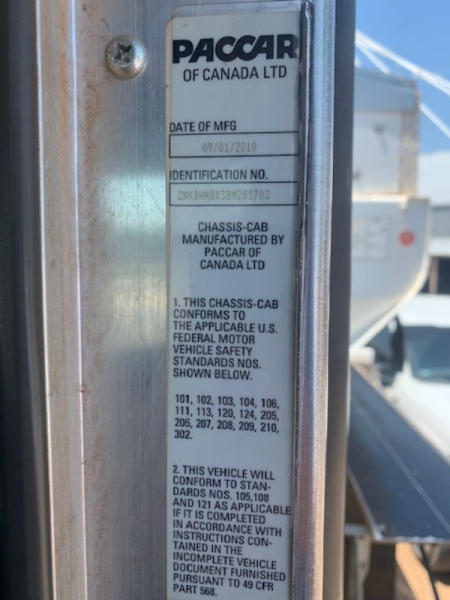 PACCAR
OF CANADA LTD
DATE OF MFG
09/01/2010
IDENTIFICATION NO.
CHASSIS-CAB
MANUFACTURED BY
PACCAR OF
CANADA LTD
1. THIS CHASSIS-CAB
CONFORMS TO
THE APPLICABLE U.S.
FEDERAL MOTOR
VEHICLE SAFETY
STANDARDS NOS.
SHOWN BELOW.
101, 102, 103, 104, 106,
111, 113, 120, 124, 205,
206, 207, 208, 209, 210,
302.
2. THIS VEHICLE WILL
CONFORM TO STAN-
DARDS NOS. 105,108
AND 121 AS APPLICABLE
IF IT IS COMPLETED
IN ACCORDANCE WITH
INSTRUCTIONS CON-
TAINED IN THE
INCOMPLETE VEHICLE
DOCUMENT FURNISHED
PURSUANT TO 49 CFR
PART 568.